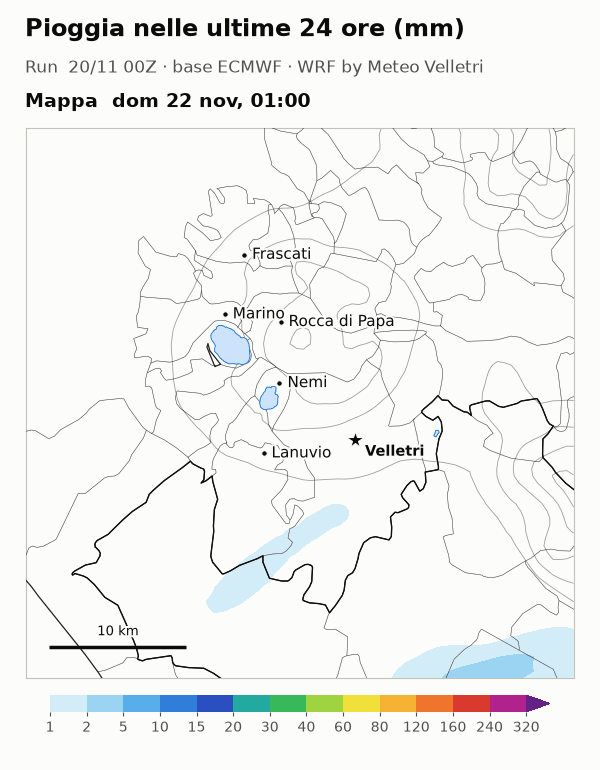 Pioggia nelle ultime 24 ore (mm)
Run  20/11 00Z · base ECMWF · WRF by Meteo Velletri
Mappa  dom 22 nov, 01:00
Frascati
Marino
Rocca di Papa
Nemi
Velletri
Lanuvio
10 km
1 2 5 10 15 20 30 40 60 80 120 160 240 320